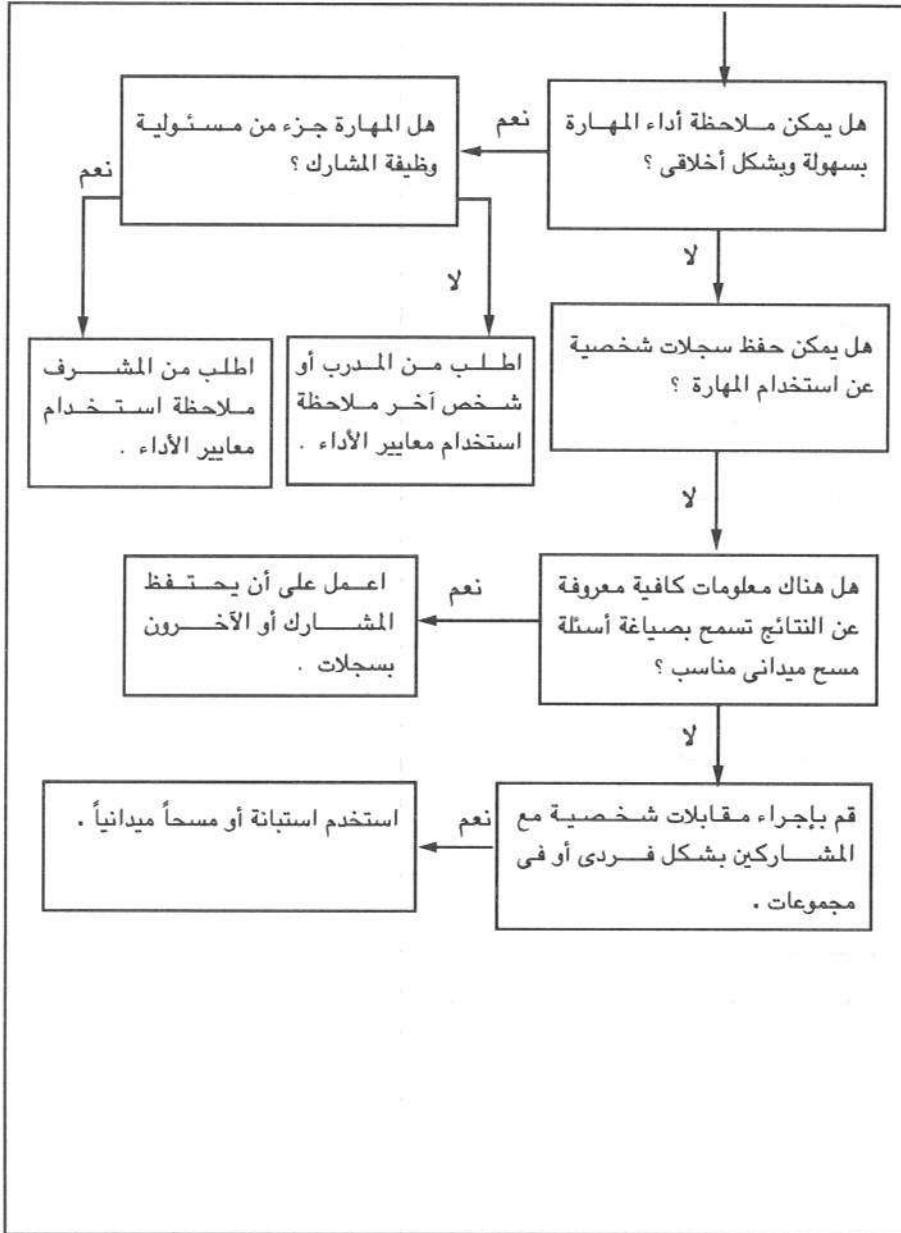 هل يمكن ملاحظة أداء المهارة
بسهولة وبشكل أخلاقى ؟
نعم
هل المهارة جزء من مسئولية
وظيفة المشارك ؟
نعم
لا
لا
اطلب من المدرب أو
شخص آخر ملاحظة
استخدام معايير الأداء .
اطلب من المشرف
ملاحظة استخدام
معايير الأداء .
هل يمكن حفظ سجلات شخصية
عن استخدام المهارة ؟
لا
هل هناك معلومات كافية معروفة
عن النتائج تسمح بصياغة أسئلة
مسح ميدانى مناسب ؟
نعم
اعمل على أن يحتفظ
المشارك أو الآخرون
بسجلات .
لا
قم بإجراء مقابلات شخصية مع
المشاركين بشكل فردى أو فى
مجموعات .
نعم
استخدم استبانة أو مسحاً ميدانياً .